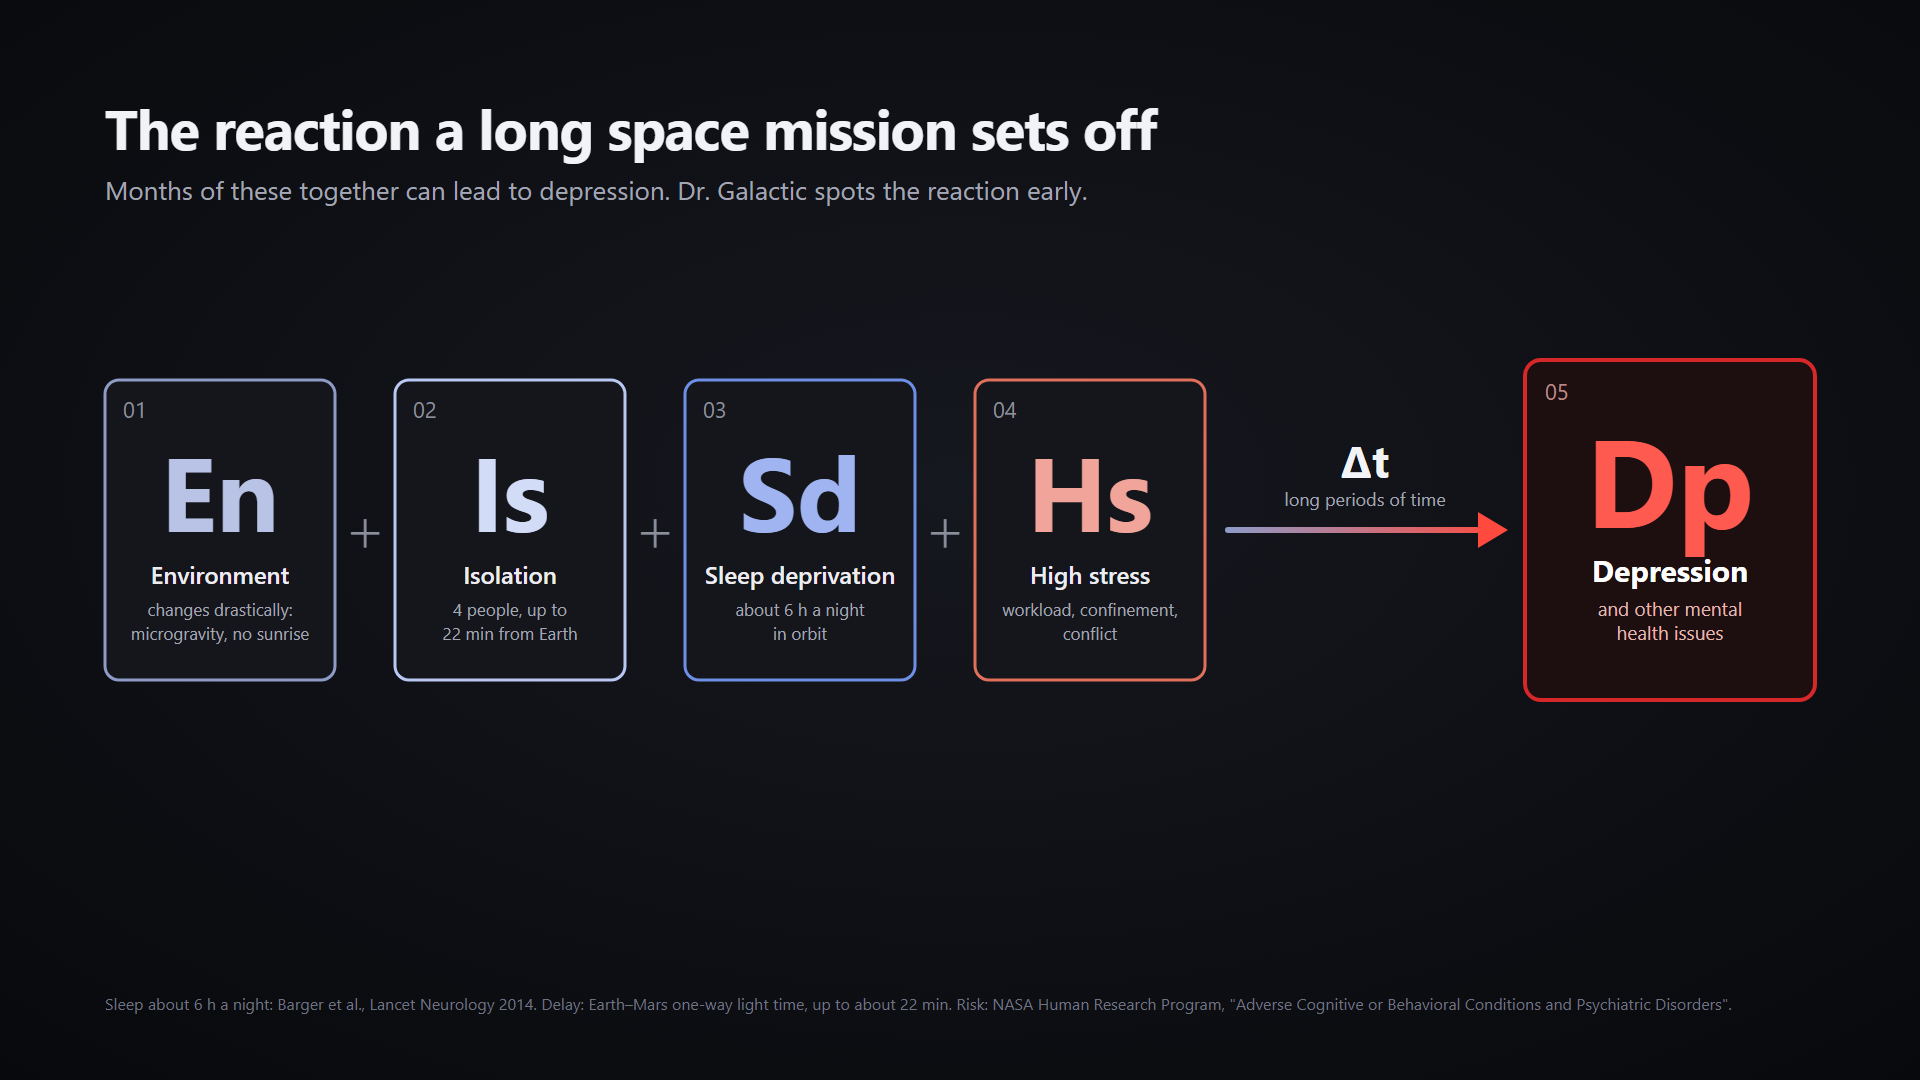 The reaction a long space mission sets off
Months of these together can lead to depression. Dr. Galactic spots the reaction early.
01
En
Environment
changes drastically:
microgravity, no sunrise
+
02
Is
Isolation
4 people, up to
22 min from Earth
+
03
Sd
Sleep deprivation
about 6 h a night
in orbit
+
04
Hs
High stress
workload, confinement,
conflict
Δt
long periods of time
05
Dp
Depression
and other mental
health issues
Sleep about 6 h a night: Barger et al., Lancet Neurology 2014. Delay: Earth–Mars one-way light time, up to about 22 min. Risk: NASA Human Research Program, "Adverse Cognitive or Behavioral Conditions and Psychiatric Disorders".